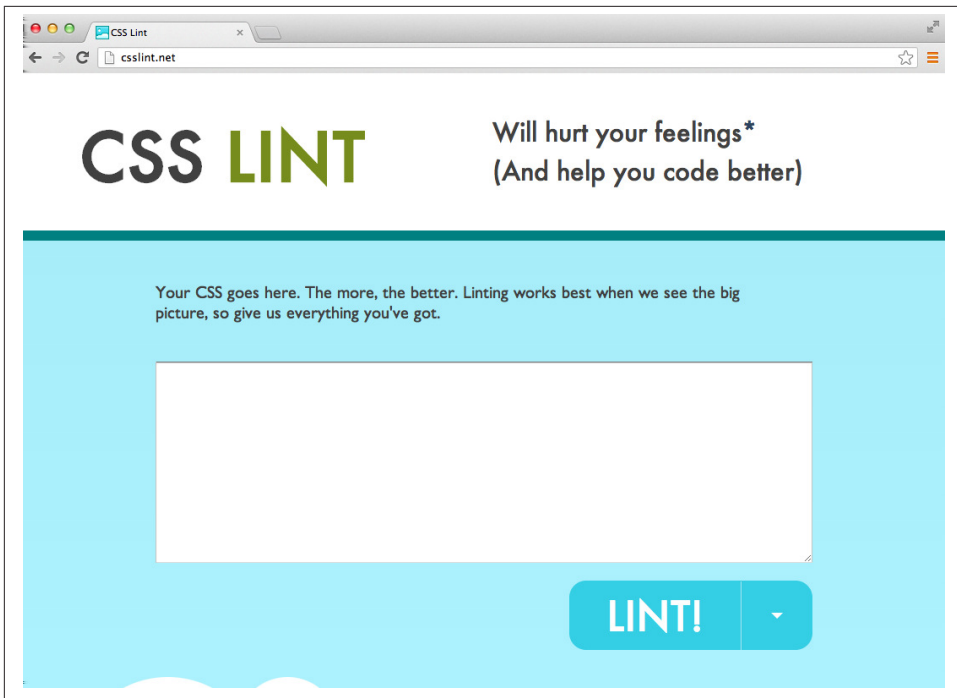 CSS Lint
csslint.net
CSS LINT
Will hurt your feelings*
(And help you code better)
Your CSS goes here. The more, the better. Linting works best when we see the big
picture, so give us everything you've got.
LINT!